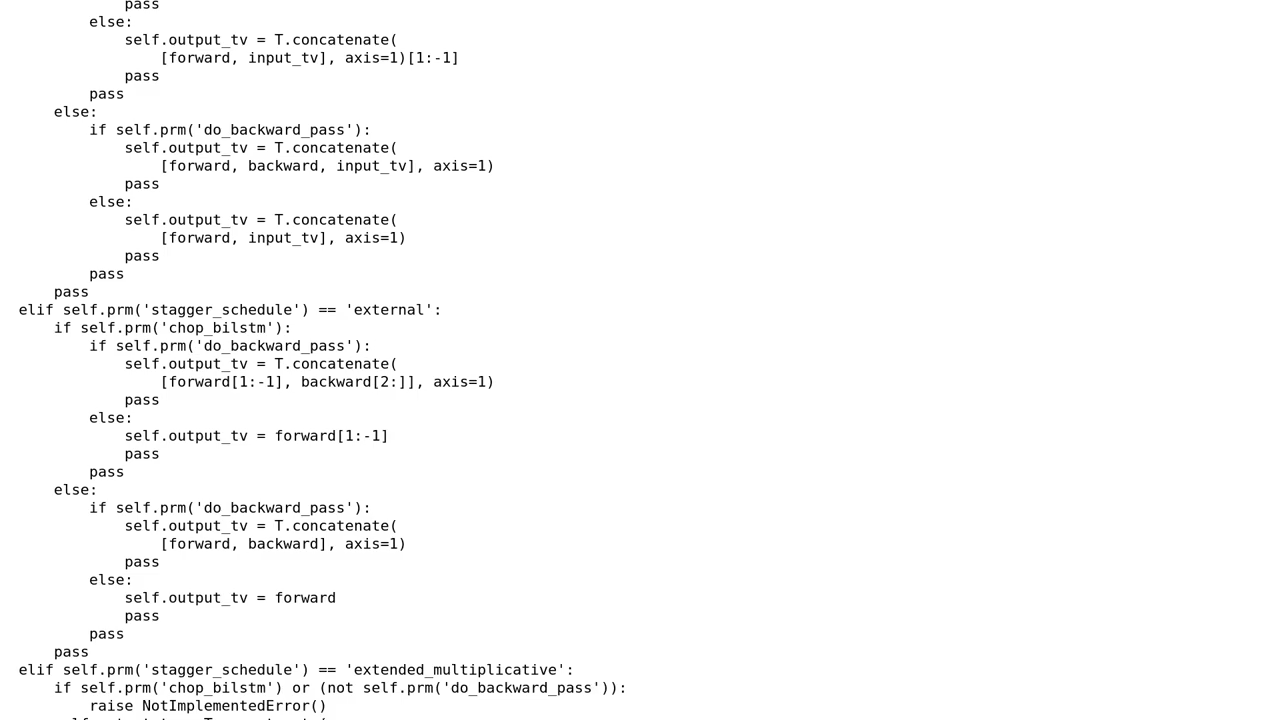 pass
else:
self.output_tv = T.concatenate(
[forward, input_tv], axis=1)[1:-1]
pass
pass
else:
if self.prm('do_backward_pass'):
self.output_tv = T.concatenate(
[forward, backward, input_tv], axis=1)
pass
else:
self.output_tv = T.concatenate(
[forward, input_tv], axis=1)
pass
pass
pass
elif self.prm('stagger_schedule') == 'external':
if self.prm('chop_bilstm'):
if self.prm('do_backward_pass'):
self.output_tv = T.concatenate(
[forward[1:-1], backward[2:]], axis=1)
pass
else:
self.output_tv = forward[1:-1]
pass
pass
else:
if self.prm('do_backward_pass'):
self.output_tv = T.concatenate(
[forward, backward], axis=1)
pass
else:
self.output_tv = forward
pass
pass
pass
elif self.prm('stagger_schedule') == 'extended_multiplicative':
if self.prm('chop_bilstm') or (not self.prm('do_backward_pass')):
raise NotImplementedError()